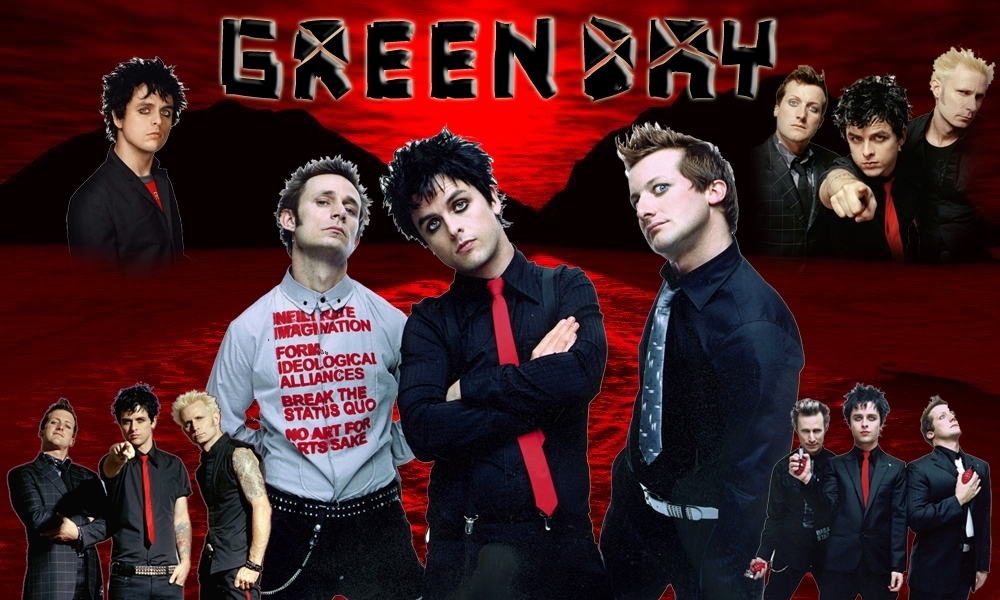 GREEN DAY
INFILTRATE
IMAGINATION
FORM
IDEOLOGICAL
ALLIANCES
BREAK THE
STATUS QUO
NO ART FOR
ARTS SAKE